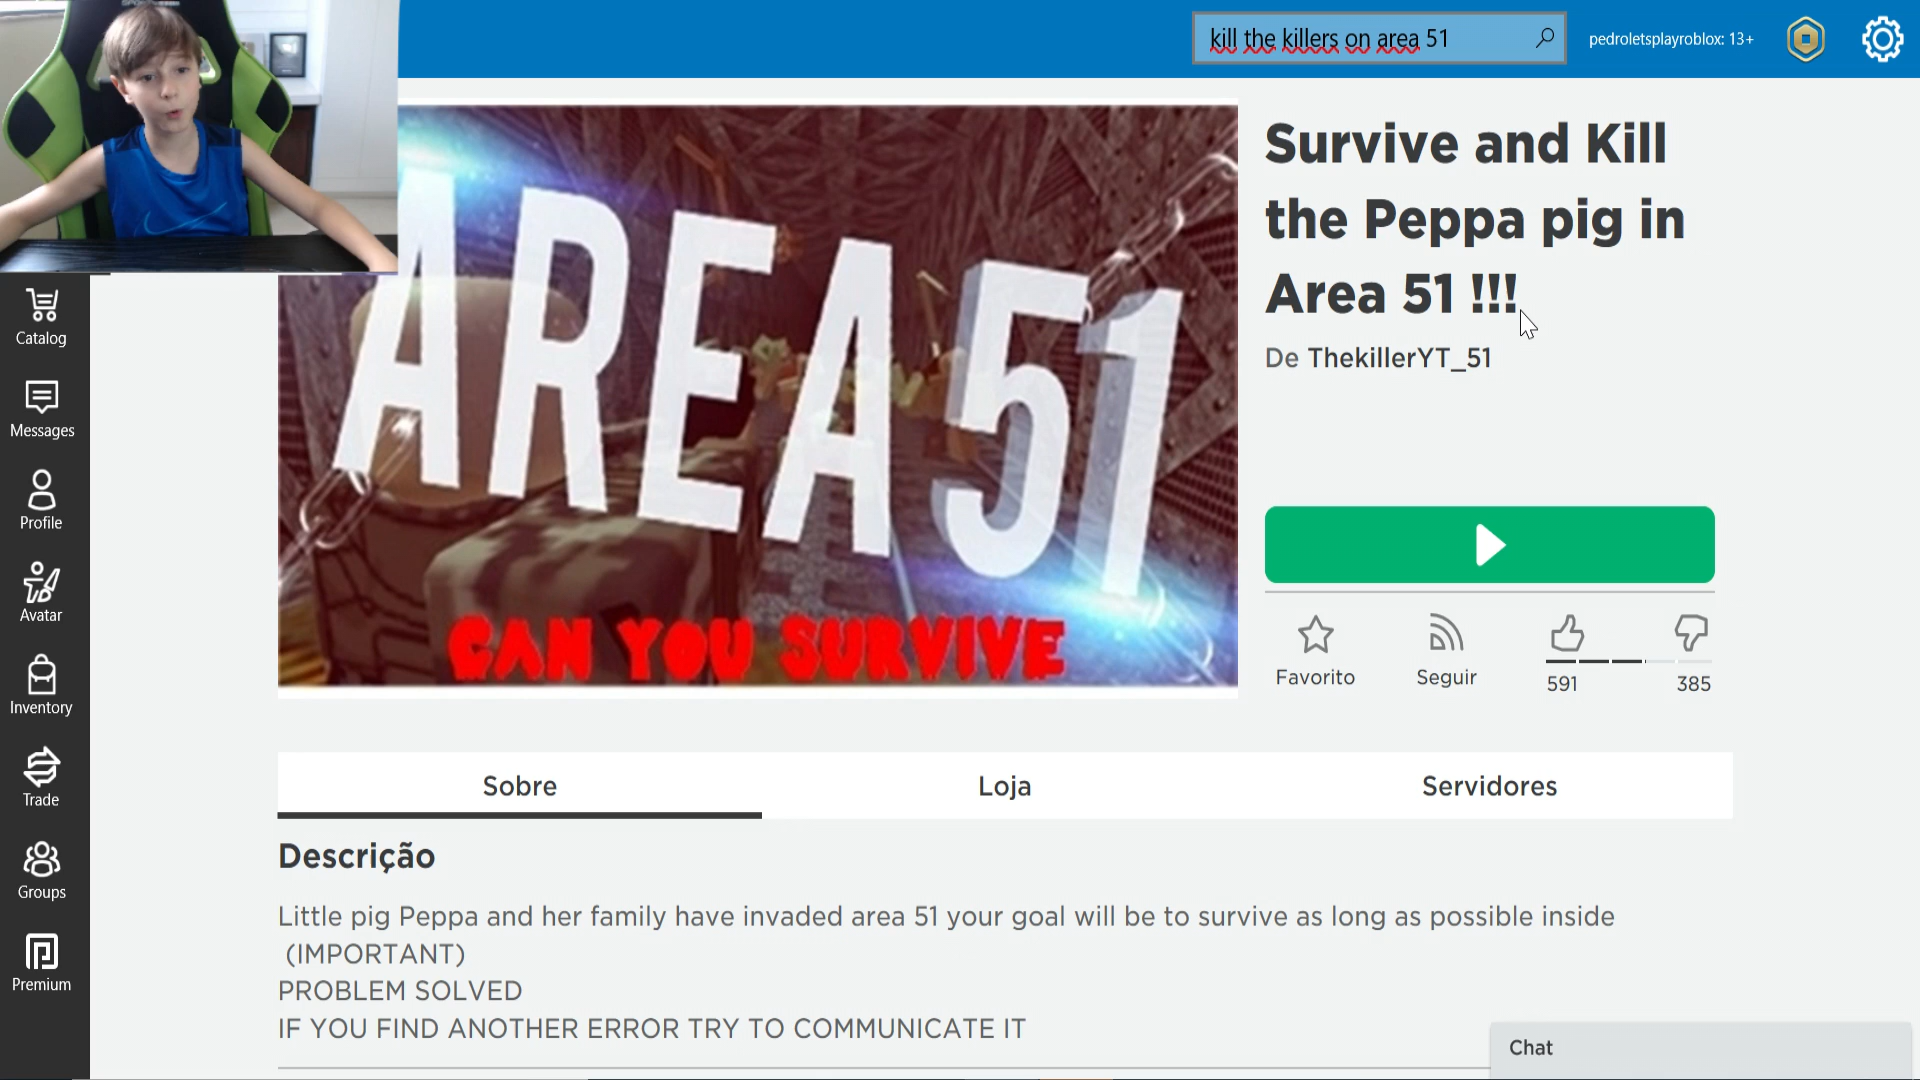 kill the killers on area 51
pedroletsplayroblox: 13+
AREA 51
CAN YOU SURVIVE
Survive and Kill
the Peppa pig in
Area 51 !!!
De ThekillerYT_51
Favorito
Seguir
591
385
Catalog
Messages
Profile
Avatar
Inventory
Trade
Groups
Premium
Sobre
Loja
Servidores
Descrição
Little pig Peppa and her family have invaded area 51 your goal will be to survive as long as possible inside
(IMPORTANT)
PROBLEM SOLVED
IF YOU FIND ANOTHER ERROR TRY TO COMMUNICATE IT
Chat